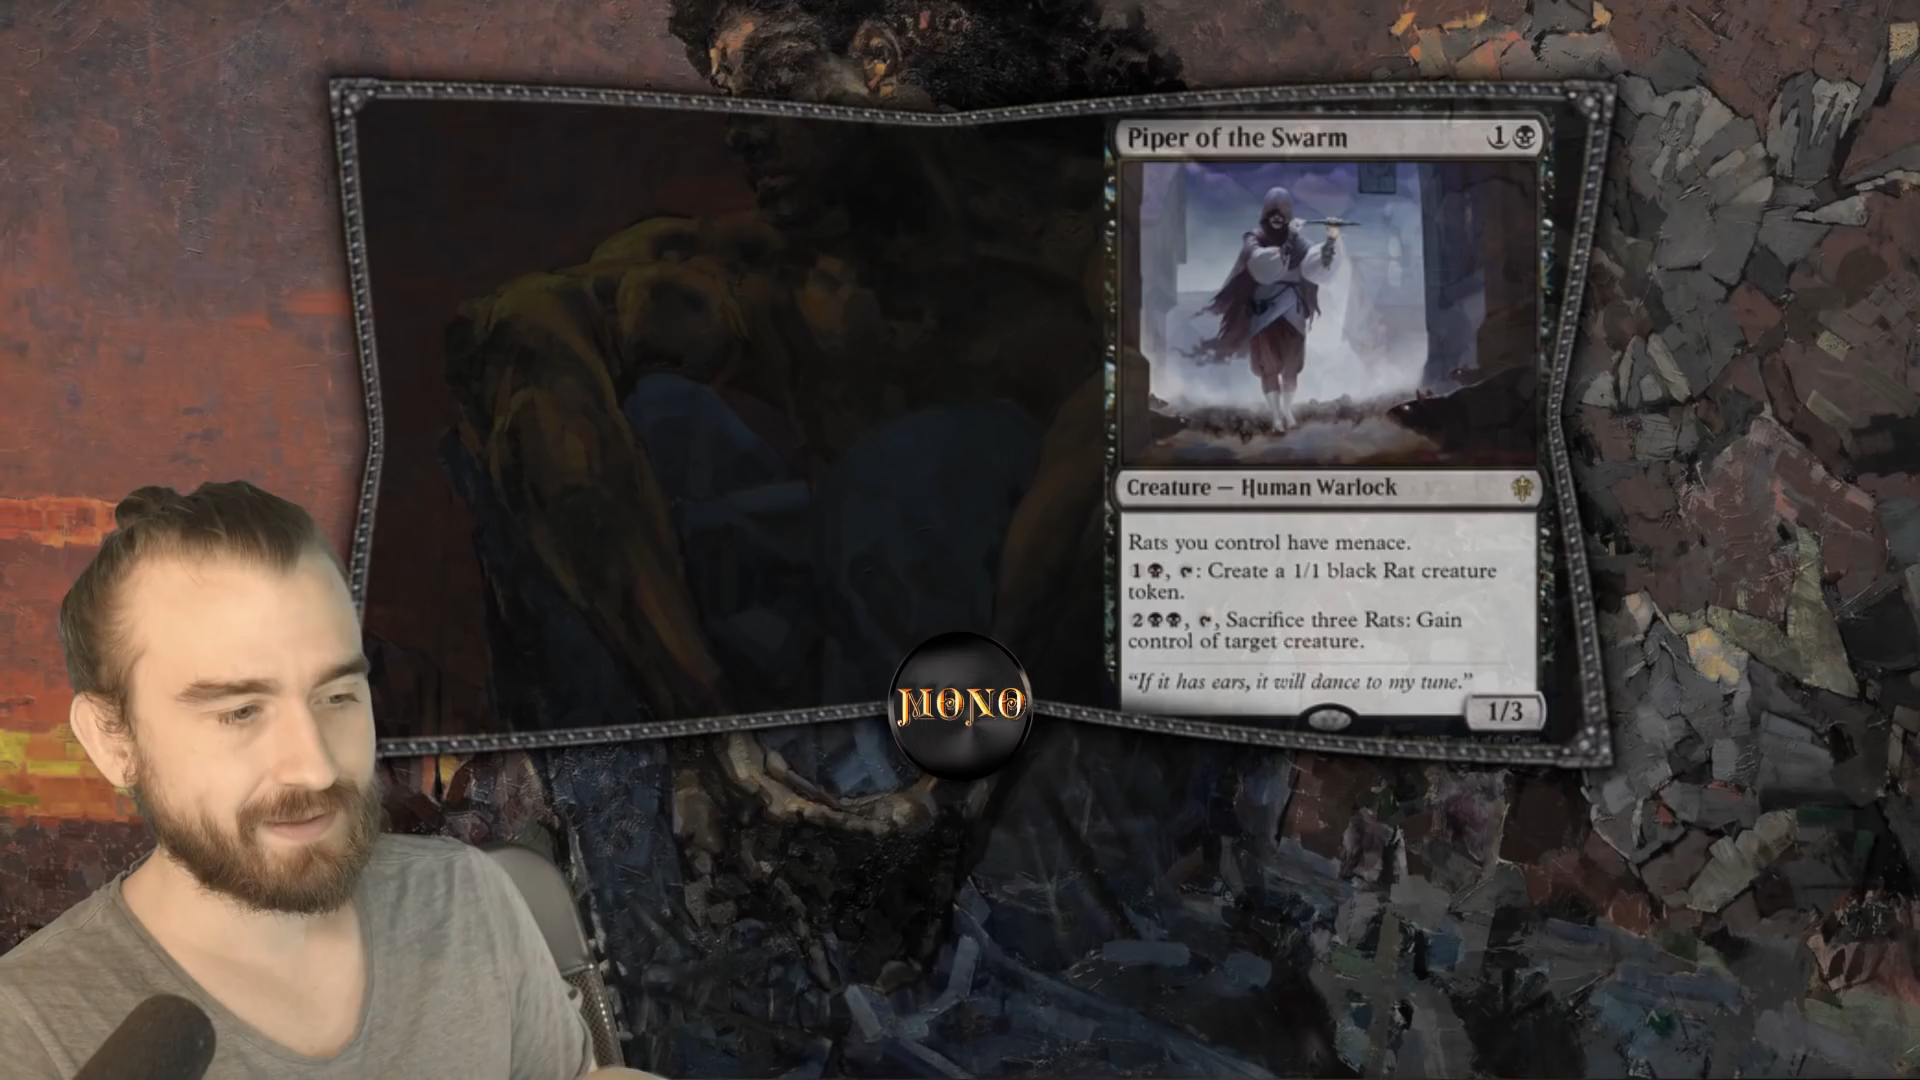 Piper of the Swarm 1
Creature — Human Warlock
Rats you control have menace.
1, : Create a 1/1 black Rat creature
token.
2, , Sacrifice three Rats: Gain
control of target creature.
“If it has ears, it will dance to my tune.”
1/3
MONO